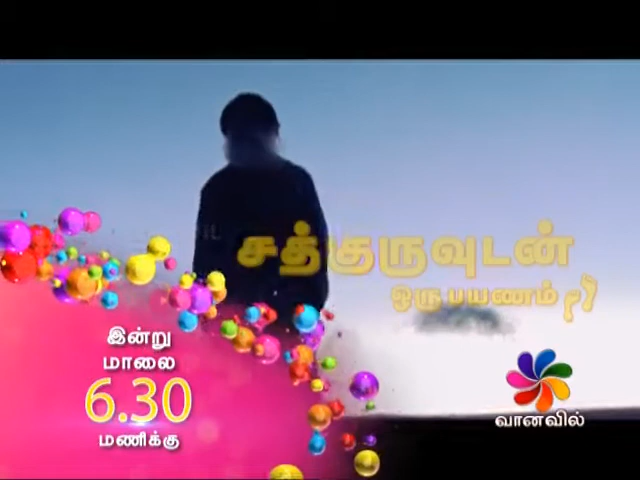 சத்குருவுடன்
ஒரு பயணம்
இன்று
மாலை
6.30
மணிக்கு
வானவில்